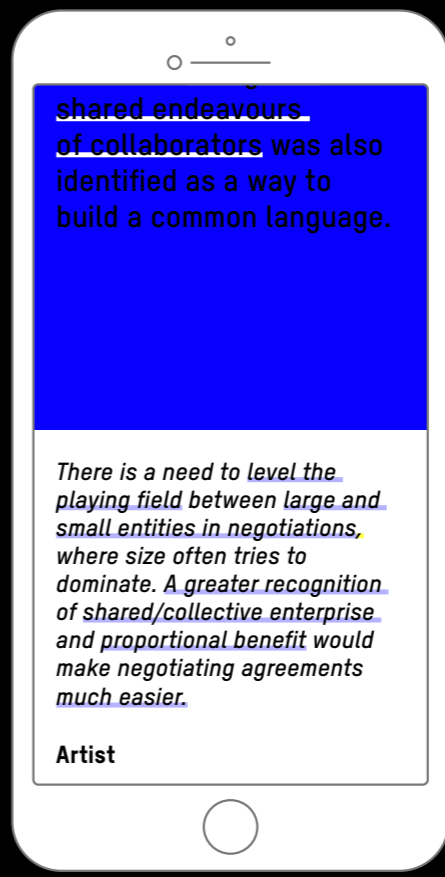 shared endeavours
of collaborators was also
identified as a way to
build a common language.
There is a need to level the
playing field between large and
small entities in negotiations,
where size often tries to
dominate. A greater recognition
of shared/collective enterprise
and proportional benefit would
make negotiating agreements
much easier.
Artist